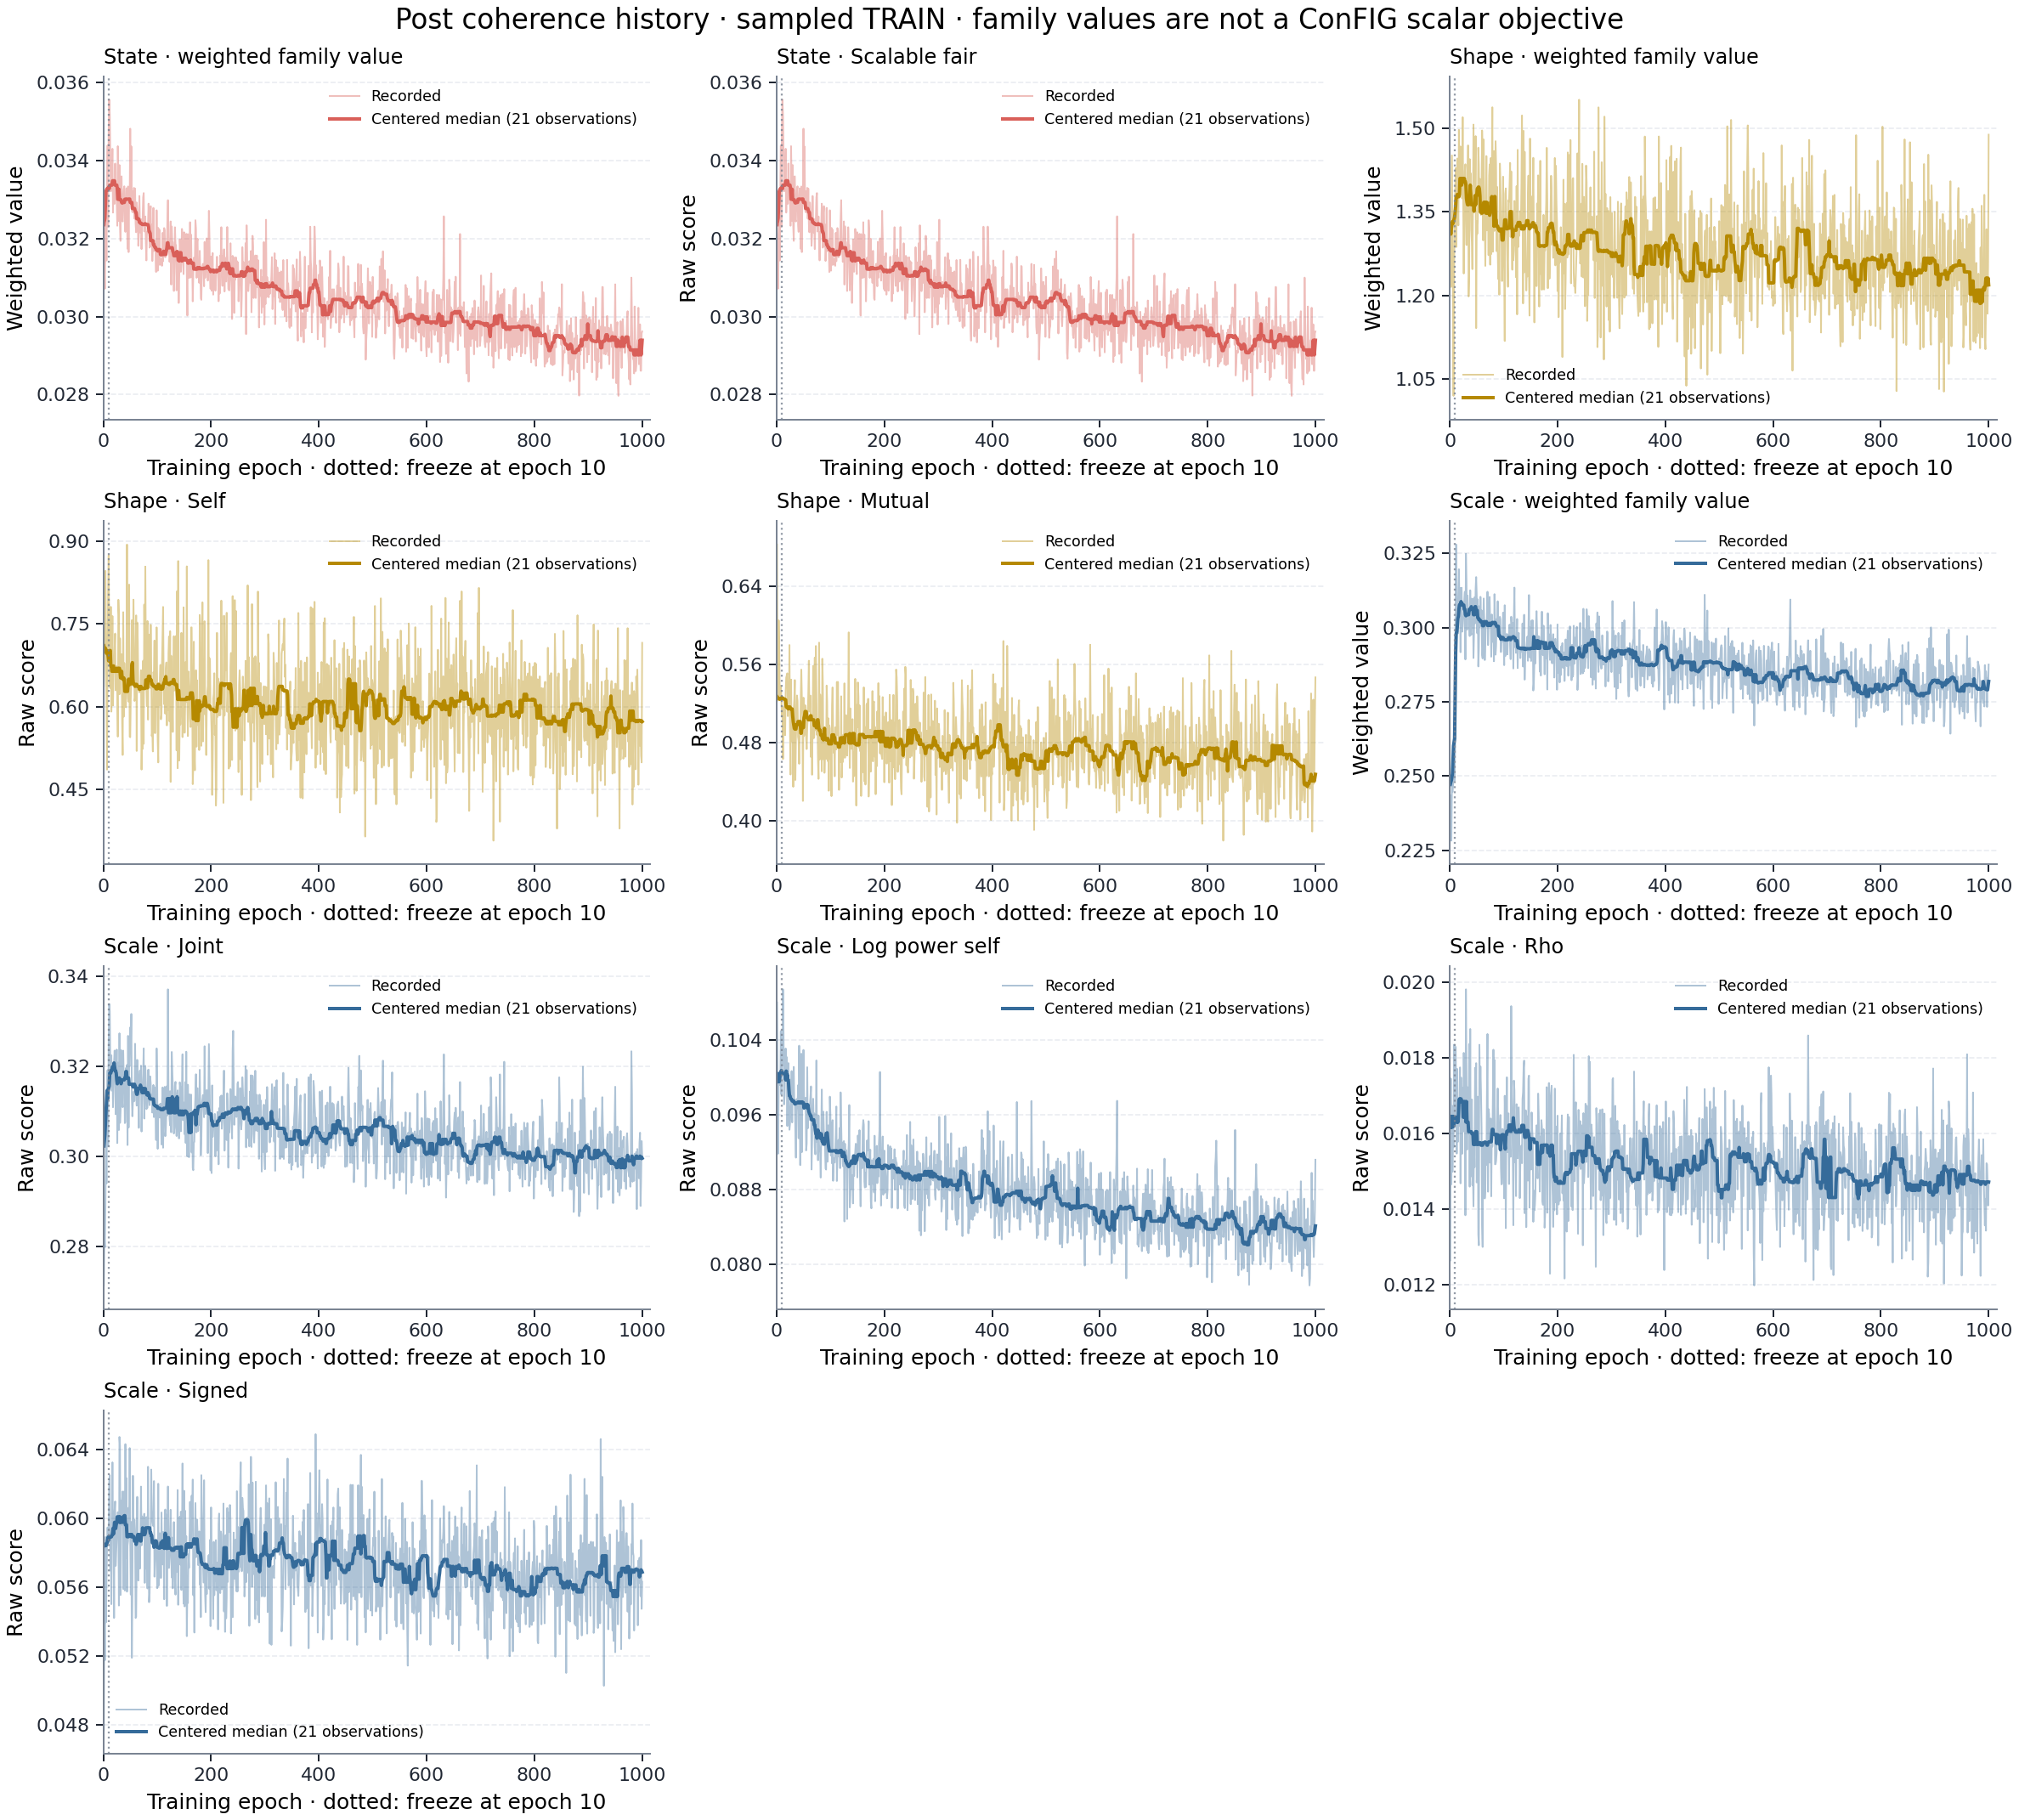 Post coherence history · sampled TRAIN · family values are not a ConFIG scalar objective
State · weighted family value
Weighted value
0.036
0.034
0.032
0.030
0.028
Recorded
Centered median (21 observations)
0 200 400 600 800 1000
Training epoch · dotted: freeze at epoch 10
State · Scalable fair
Raw score
0.036
0.034
0.032
0.030
0.028
Recorded
Centered median (21 observations)
0 200 400 600 800 1000
Training epoch · dotted: freeze at epoch 10
Shape · weighted family value
Weighted value
1.50
1.35
1.20
1.05
Recorded
Centered median (21 observations)
0 200 400 600 800 1000
Training epoch · dotted: freeze at epoch 10
Shape · Self
Raw score
0.90
0.75
0.60
0.45
Recorded
Centered median (21 observations)
0 200 400 600 800 1000
Training epoch · dotted: freeze at epoch 10
Shape · Mutual
Raw score
0.64
0.56
0.48
0.40
Recorded
Centered median (21 observations)
0 200 400 600 800 1000
Training epoch · dotted: freeze at epoch 10
Scale · weighted family value
Weighted value
0.325
0.300
0.275
0.250
0.225
Recorded
Centered median (21 observations)
0 200 400 600 800 1000
Training epoch · dotted: freeze at epoch 10
Scale · Joint
Raw score
0.34
0.32
0.30
0.28
Recorded
Centered median (21 observations)
0 200 400 600 800 1000
Training epoch · dotted: freeze at epoch 10
Scale · Log power self
Raw score
0.104
0.096
0.088
0.080
Recorded
Centered median (21 observations)
0 200 400 600 800 1000
Training epoch · dotted: freeze at epoch 10
Scale · Rho
Raw score
0.020
0.018
0.016
0.014
0.012
Recorded
Centered median (21 observations)
0 200 400 600 800 1000
Training epoch · dotted: freeze at epoch 10
Scale · Signed
Raw score
0.064
0.060
0.056
0.052
0.048
Recorded
Centered median (21 observations)
0 200 400 600 800 1000
Training epoch · dotted: freeze at epoch 10